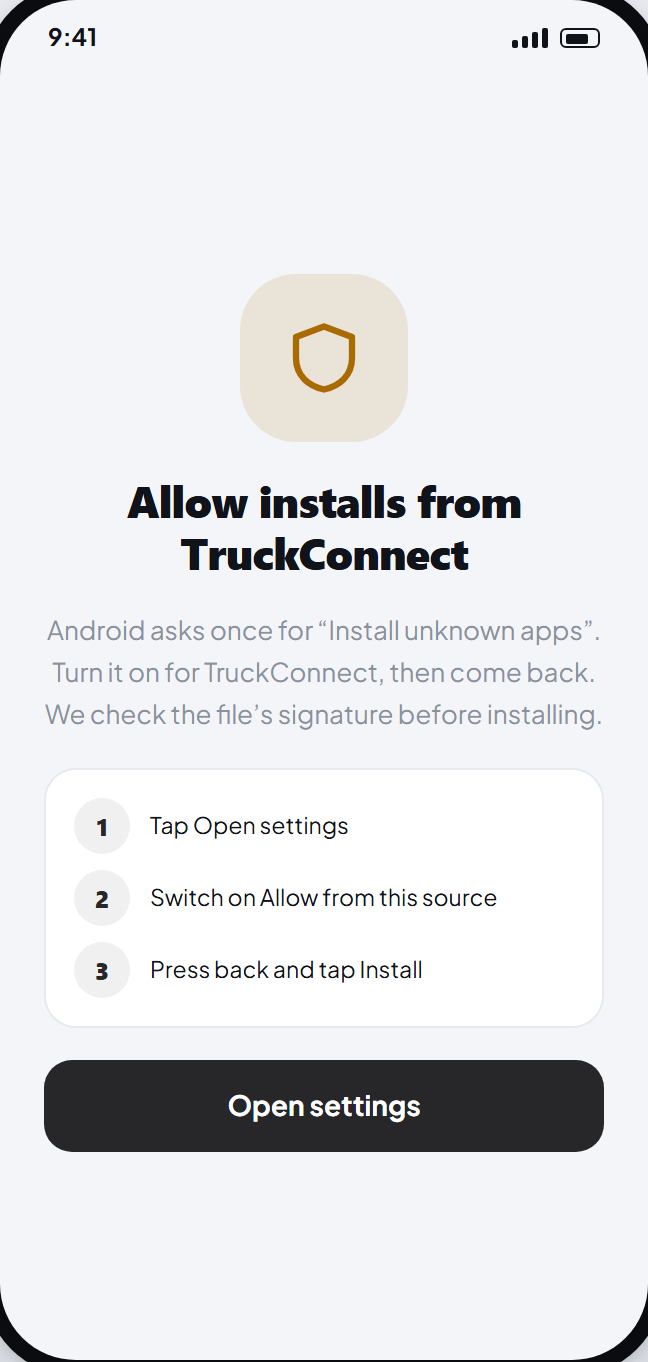 9:41
Allow installs from
TruckConnect
Android asks once for “Install unknown apps”.
Turn it on for TruckConnect, then come back.
We check the file’s signature before installing.
1 Tap Open settings
2 Switch on Allow from this source
3 Press back and tap Install
Open settings